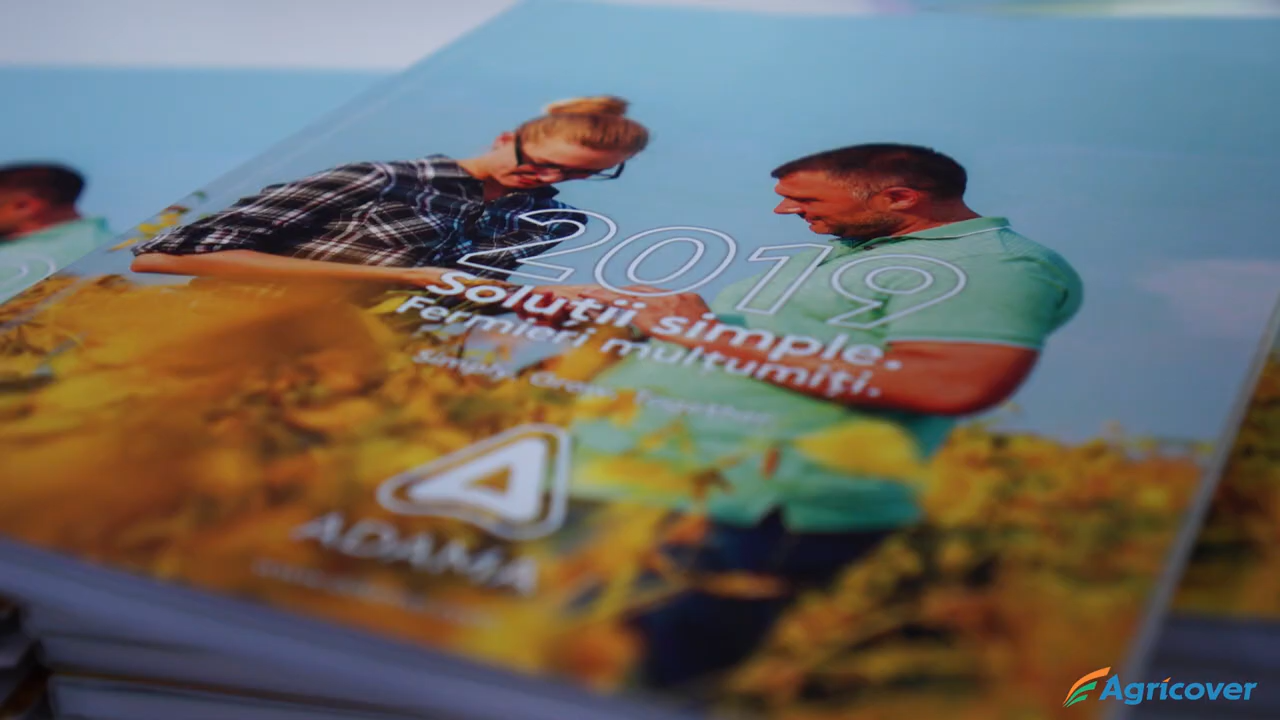 2019
Soluții simple.
Fermieri mulțumiți.
Simply. Grow. Together.
ADAMA
Agricover